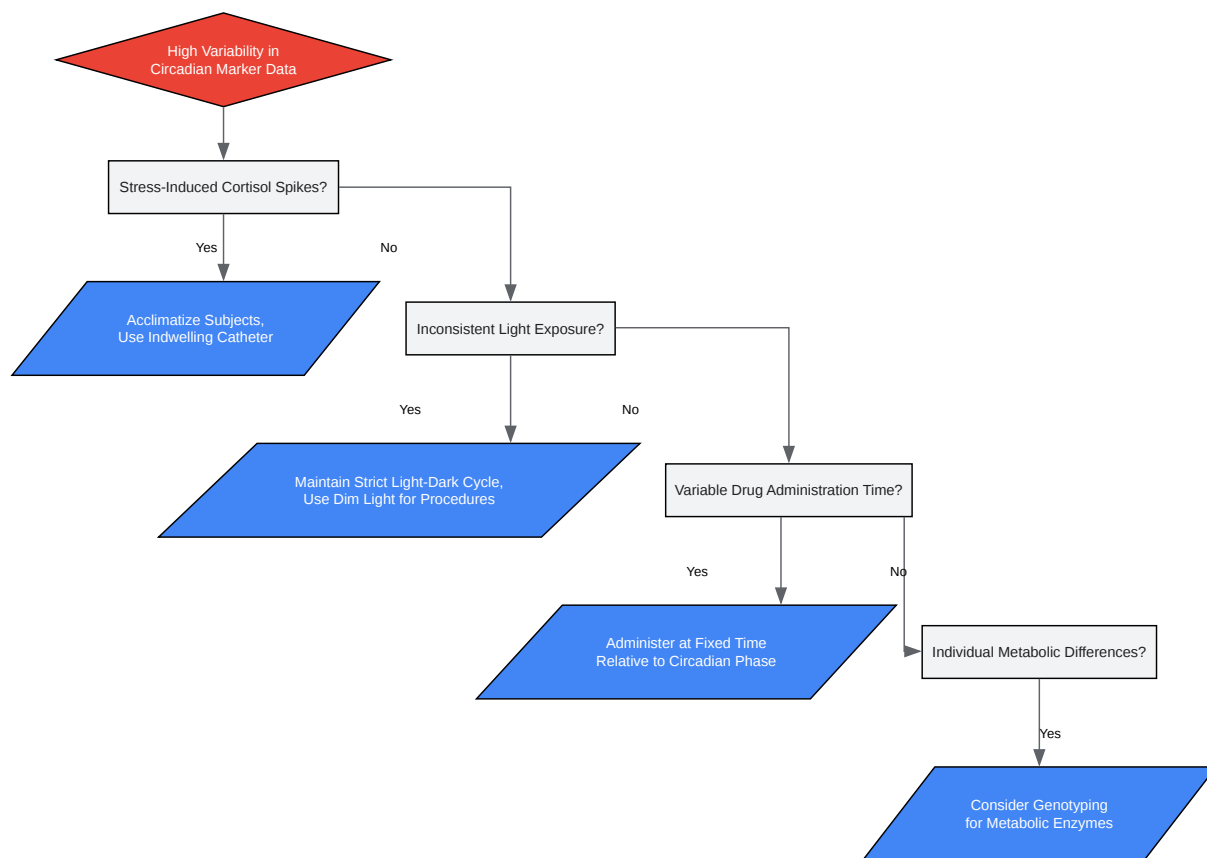 High Variability in
Circadian Marker Data
Stress-Induced Cortisol Spikes?
Yes
No
Acclimatize Subjects,
Use Indwelling Catheter
Inconsistent Light Exposure?
Yes
No
Maintain Strict Light-Dark Cycle,
Use Dim Light for Procedures
Variable Drug Administration Time?
Yes
No
Administer at Fixed Time
Relative to Circadian Phase
Individual Metabolic Differences?
Yes
Consider Genotyping
for Metabolic Enzymes